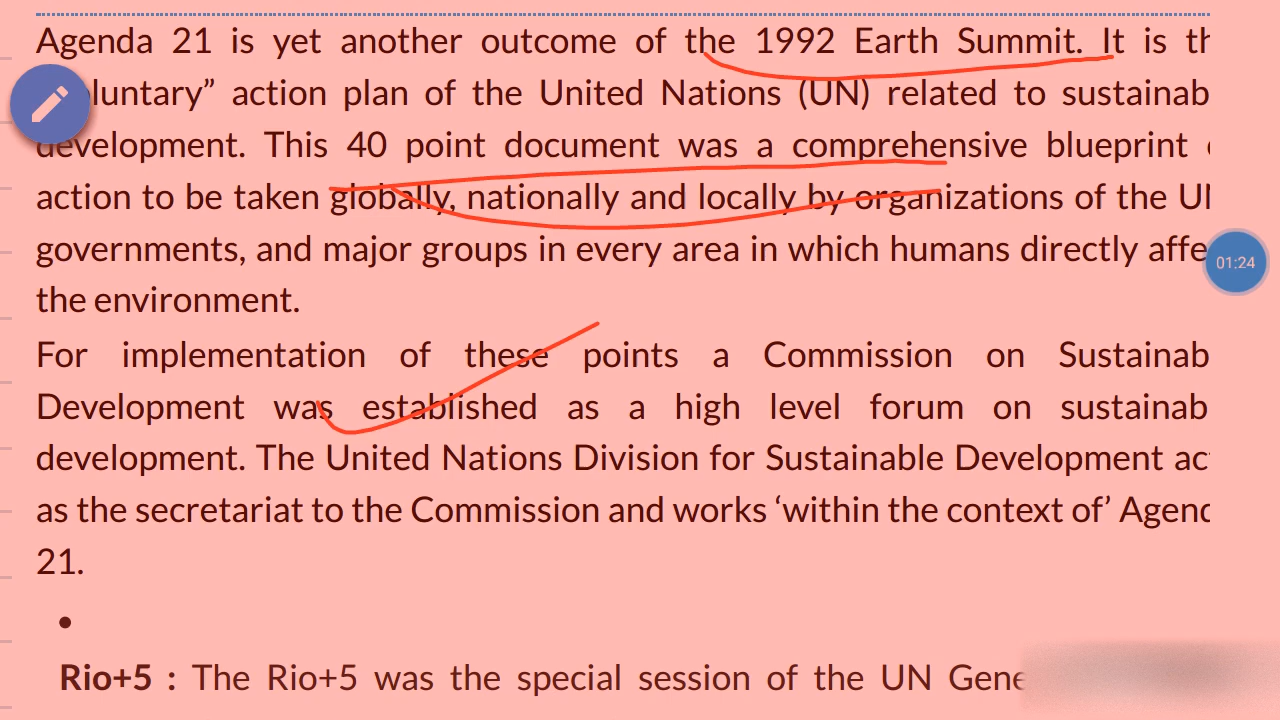 Agenda 21 is yet another outcome of the 1992 Earth Summit. It is
luntary” action plan of the United Nations (UN) related to sustainab
development. This 40 point document was a comprehensive blueprint
action to be taken globally, nationally and locally by organizations of the
governments, and major groups in every area in which humans directly affe
the environment.
For implementation of these points a Commission on Sustainab
Development was established as a high level forum on sustainab
development. The United Nations Division for Sustainable Development
as the secretariat to the Commission and works ‘within the context of’
21.
•
Rio+5 : The Rio+5 was the special session of the UN Gene
01:24